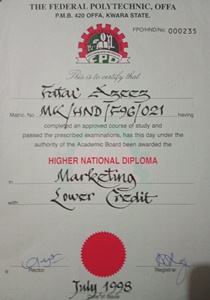 THE FEDERAL POLYTECHNIC, OFFA
P.M.B. 420 OFFA, KWARA STATE.
FPO/HND/No: 000235
FPO
This is to certify that
Fatai Azeez
Matric. No. MK/HND/F96/021 having
completed an approved course of study and
passed the prescribed examinations, has this day under
the authority of the Academic Board been awarded the
HIGHER NATIONAL DIPLOMA
in Marketing
with Lower Credit
Rector
Registrar
July 1998
Date of Issue